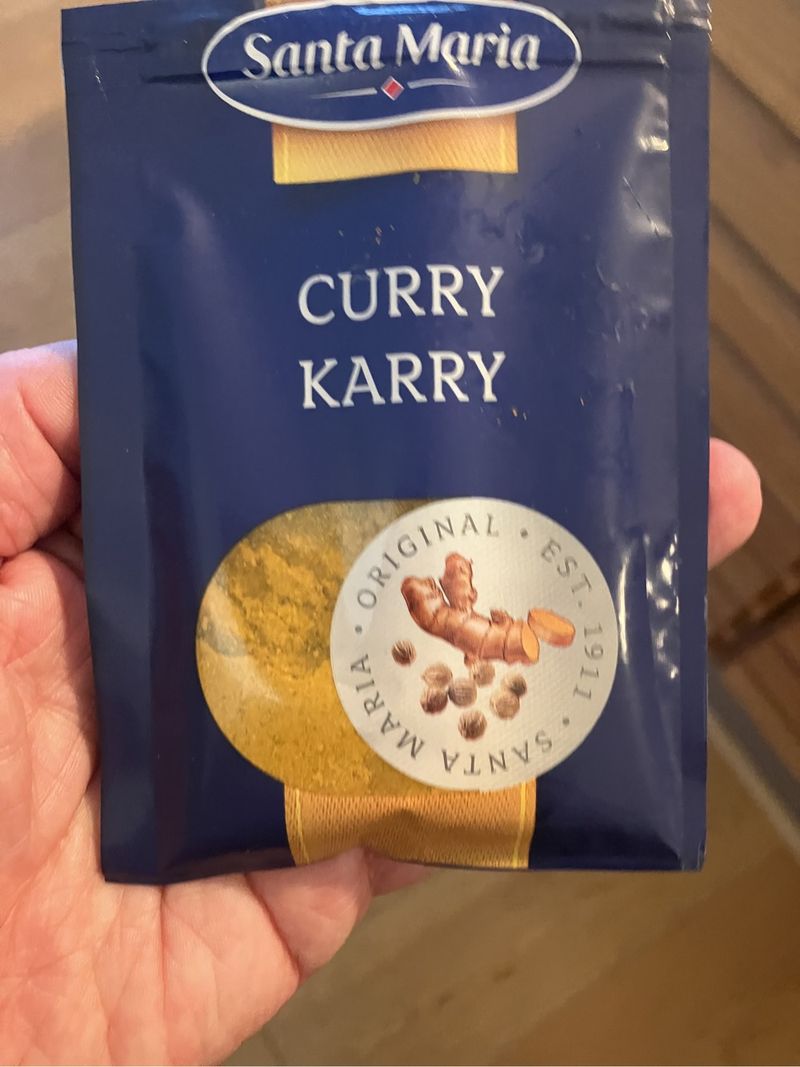 Santa Maria
CURRY
KARRY
ORIGINAL • EST. 1911 • SANTA MARIA •